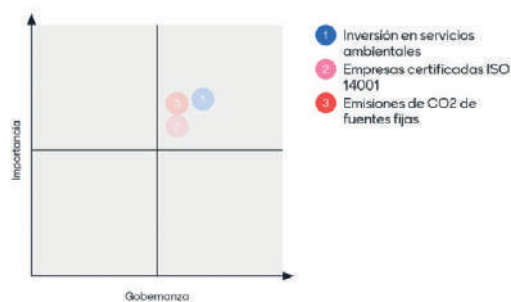 Importancia
3
1
2
Gobernanza
1 Inversión en servicios
ambientales
2 Empresas certificadas ISO
14001
3 Emisiones de CO2 de
fuentes fijas